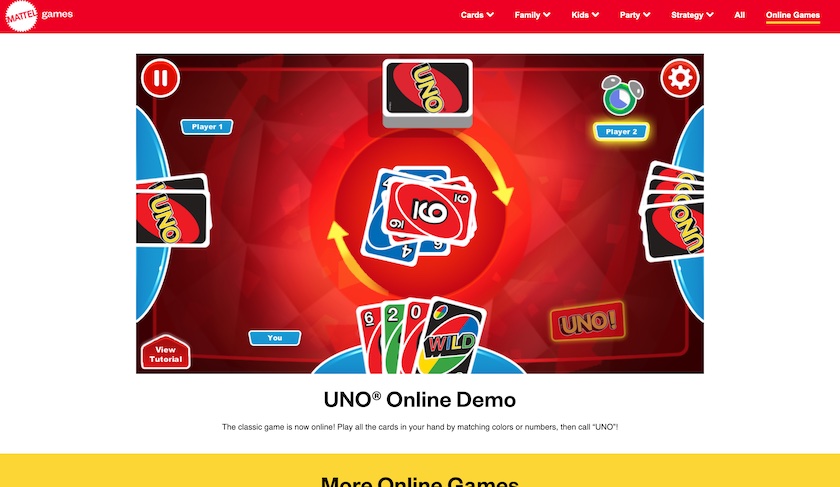 MATTEL games
Cards Family Kids Party Strategy All Online Games
UNO
Player 1
Player 2
UNO
UNO
6
9
9
4
UNO!
6 2 0 WILD
You
View
Tutorial
UNO® Online Demo
The classic game is now online! Play all the cards in your hand by matching colors or numbers, then call “UNO”!
More Online Games